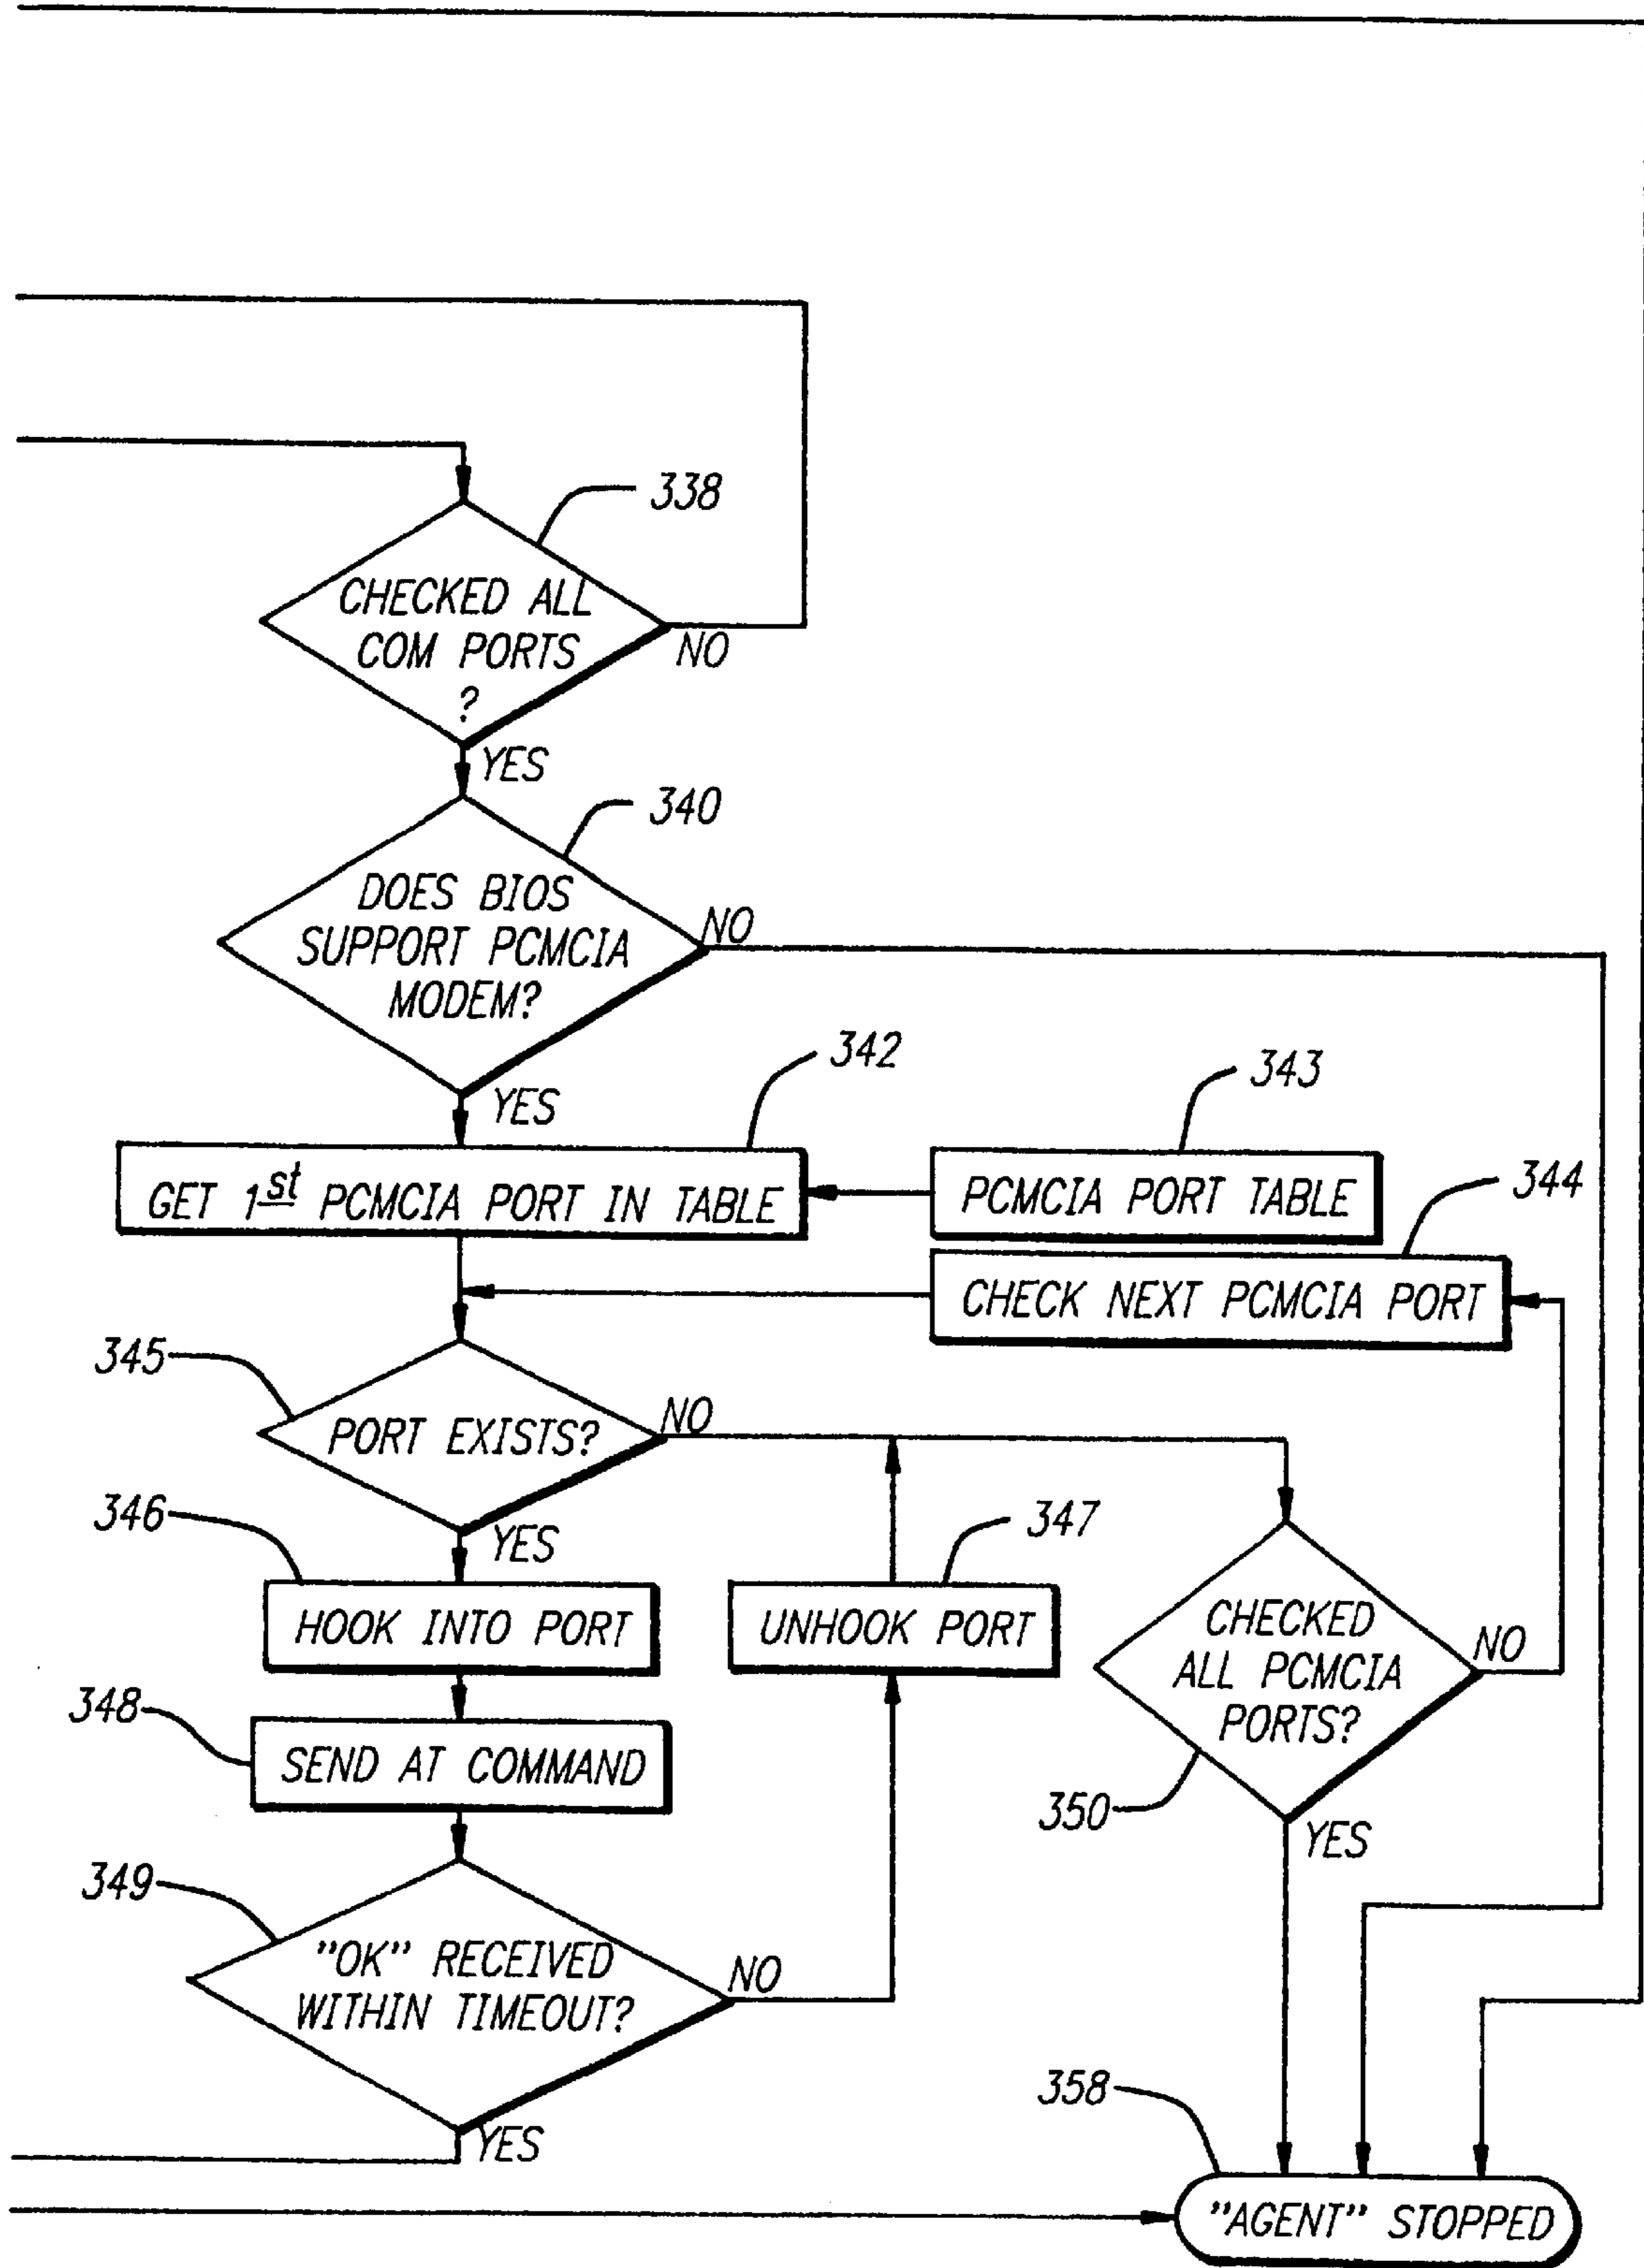 338
CHECKED ALL
COM PORTS
?
NO
YES
340
DOES BIOS
SUPPORT PCMCIA
MODEM?
NO
YES
342
343
GET 1st PCMCIA PORT IN TABLE
PCMCIA PORT TABLE
344
CHECK NEXT PCMCIA PORT
345
PORT EXISTS?
NO
YES
346
347
HOOK INTO PORT
UNHOOK PORT
CHECKED
ALL PCMCIA
PORTS?
NO
350
YES
348
SEND AT COMMAND
349
"OK" RECEIVED
WITHIN TIMEOUT?
NO
YES
358
"AGENT" STOPPED